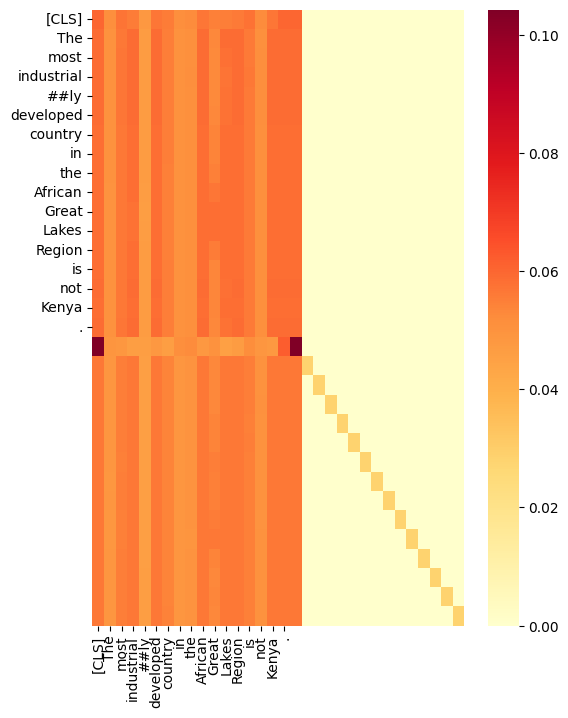 [CLS]
The
most
industrial
##ly
developed
country
in
the
African
Great
Lakes
Region
is
not
Kenya
.
0.10
0.08
0.06
0.04
0.02
0.00
[CLS]
The
most
industrial
##ly
developed
country
in
the
African
Great
Lakes
Region
is
not
Kenya
.